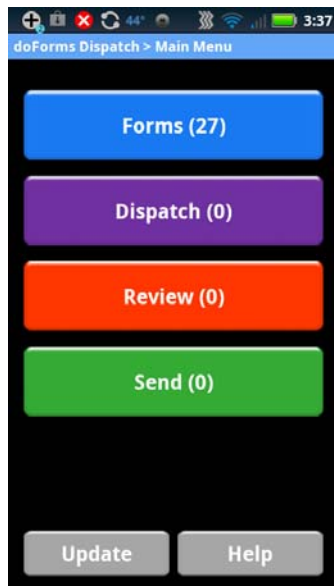 44° 3:37
doForms Dispatch > Main Menu
Forms (27)
Dispatch (0)
Review (0)
Send (0)
Update Help